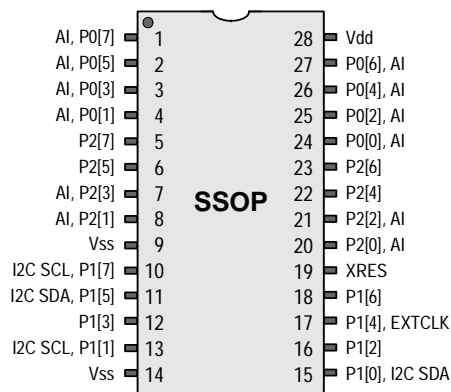 AI, P0[7] 1 28 Vdd
AI, P0[5] 2 27 P0[6], AI
AI, P0[3] 3 26 P0[4], AI
AI, P0[1] 4 25 P0[2], AI
P2[7] 5 24 P0[0], AI
P2[5] 6 23 P2[6]
AI, P2[3] 7 22 P2[4]
SSOP
AI, P2[1] 8 21 P2[2], AI
Vss 9 20 P2[0], AI
I2C SCL, P1[7] 10 19 XRES
I2C SDA, P1[5] 11 18 P1[6]
P1[3] 12 17 P1[4], EXTCLK
I2C SCL, P1[1] 13 16 P1[2]
Vss 14 15 P1[0], I2C SDA